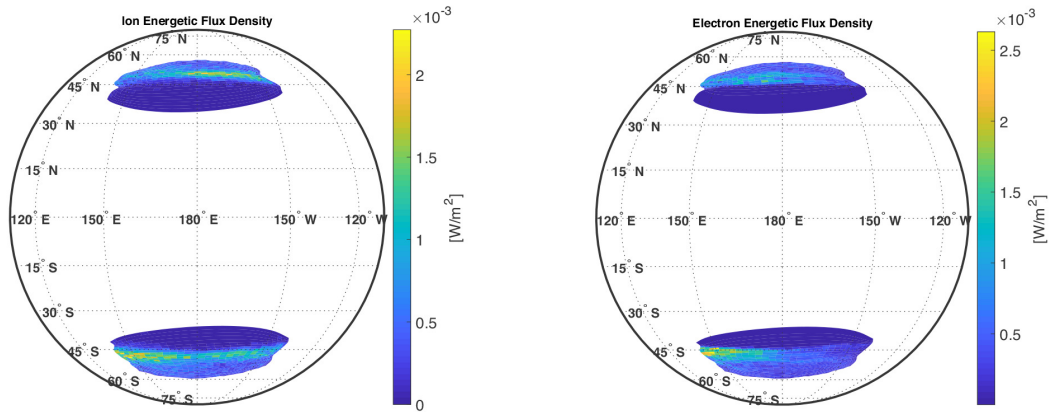 Ion Energetic Flux Density
×10⁻³
75° N
60° N
45° N
30° N
15° N
120° E 150° E 180° E 150° W 120° W
15° S
30° S
45° S
60° S
75° S
2
1.5
1
0.5
0
[W/m²]
Electron Energetic Flux Density
×10⁻³
75° N
60° N
45° N
30° N
15° N
120° E 150° E 180° E 150° W 120° W
15° S
30° S
45° S
60° S
75° S
2.5
2
1.5
1
0.5
[W/m²]